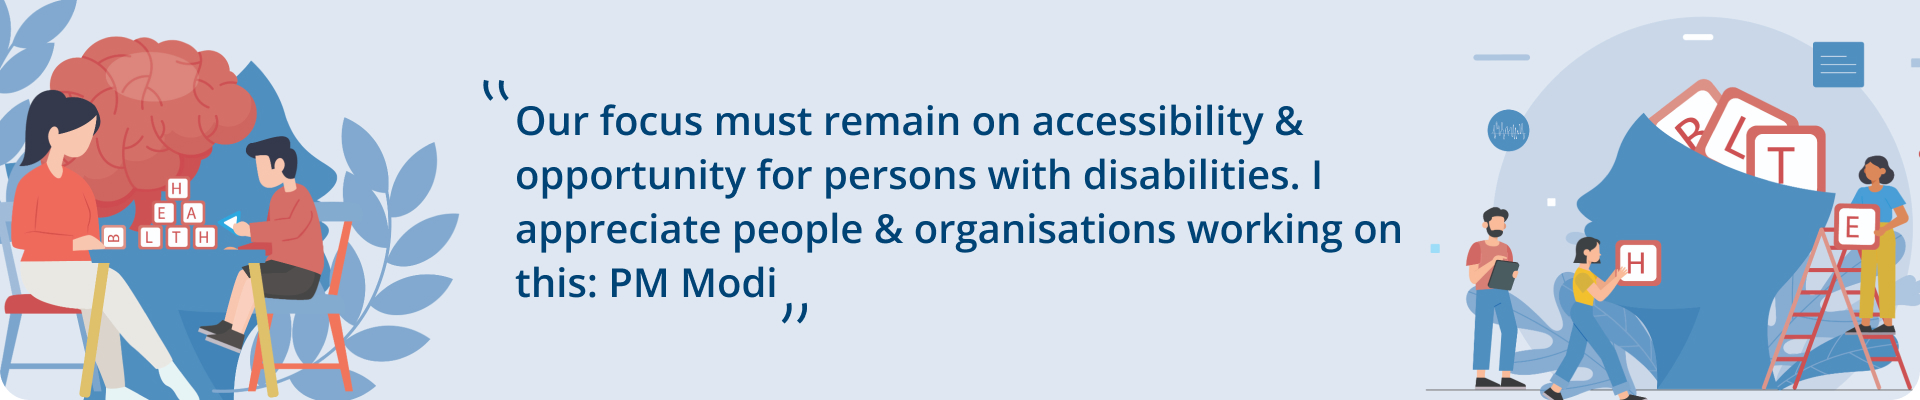 “Our focus must remain on accessibility &
opportunity for persons with disabilities. I
appreciate people & organisations working on
this: PM Modi”
H
E A
B L T H
R L T
E
H